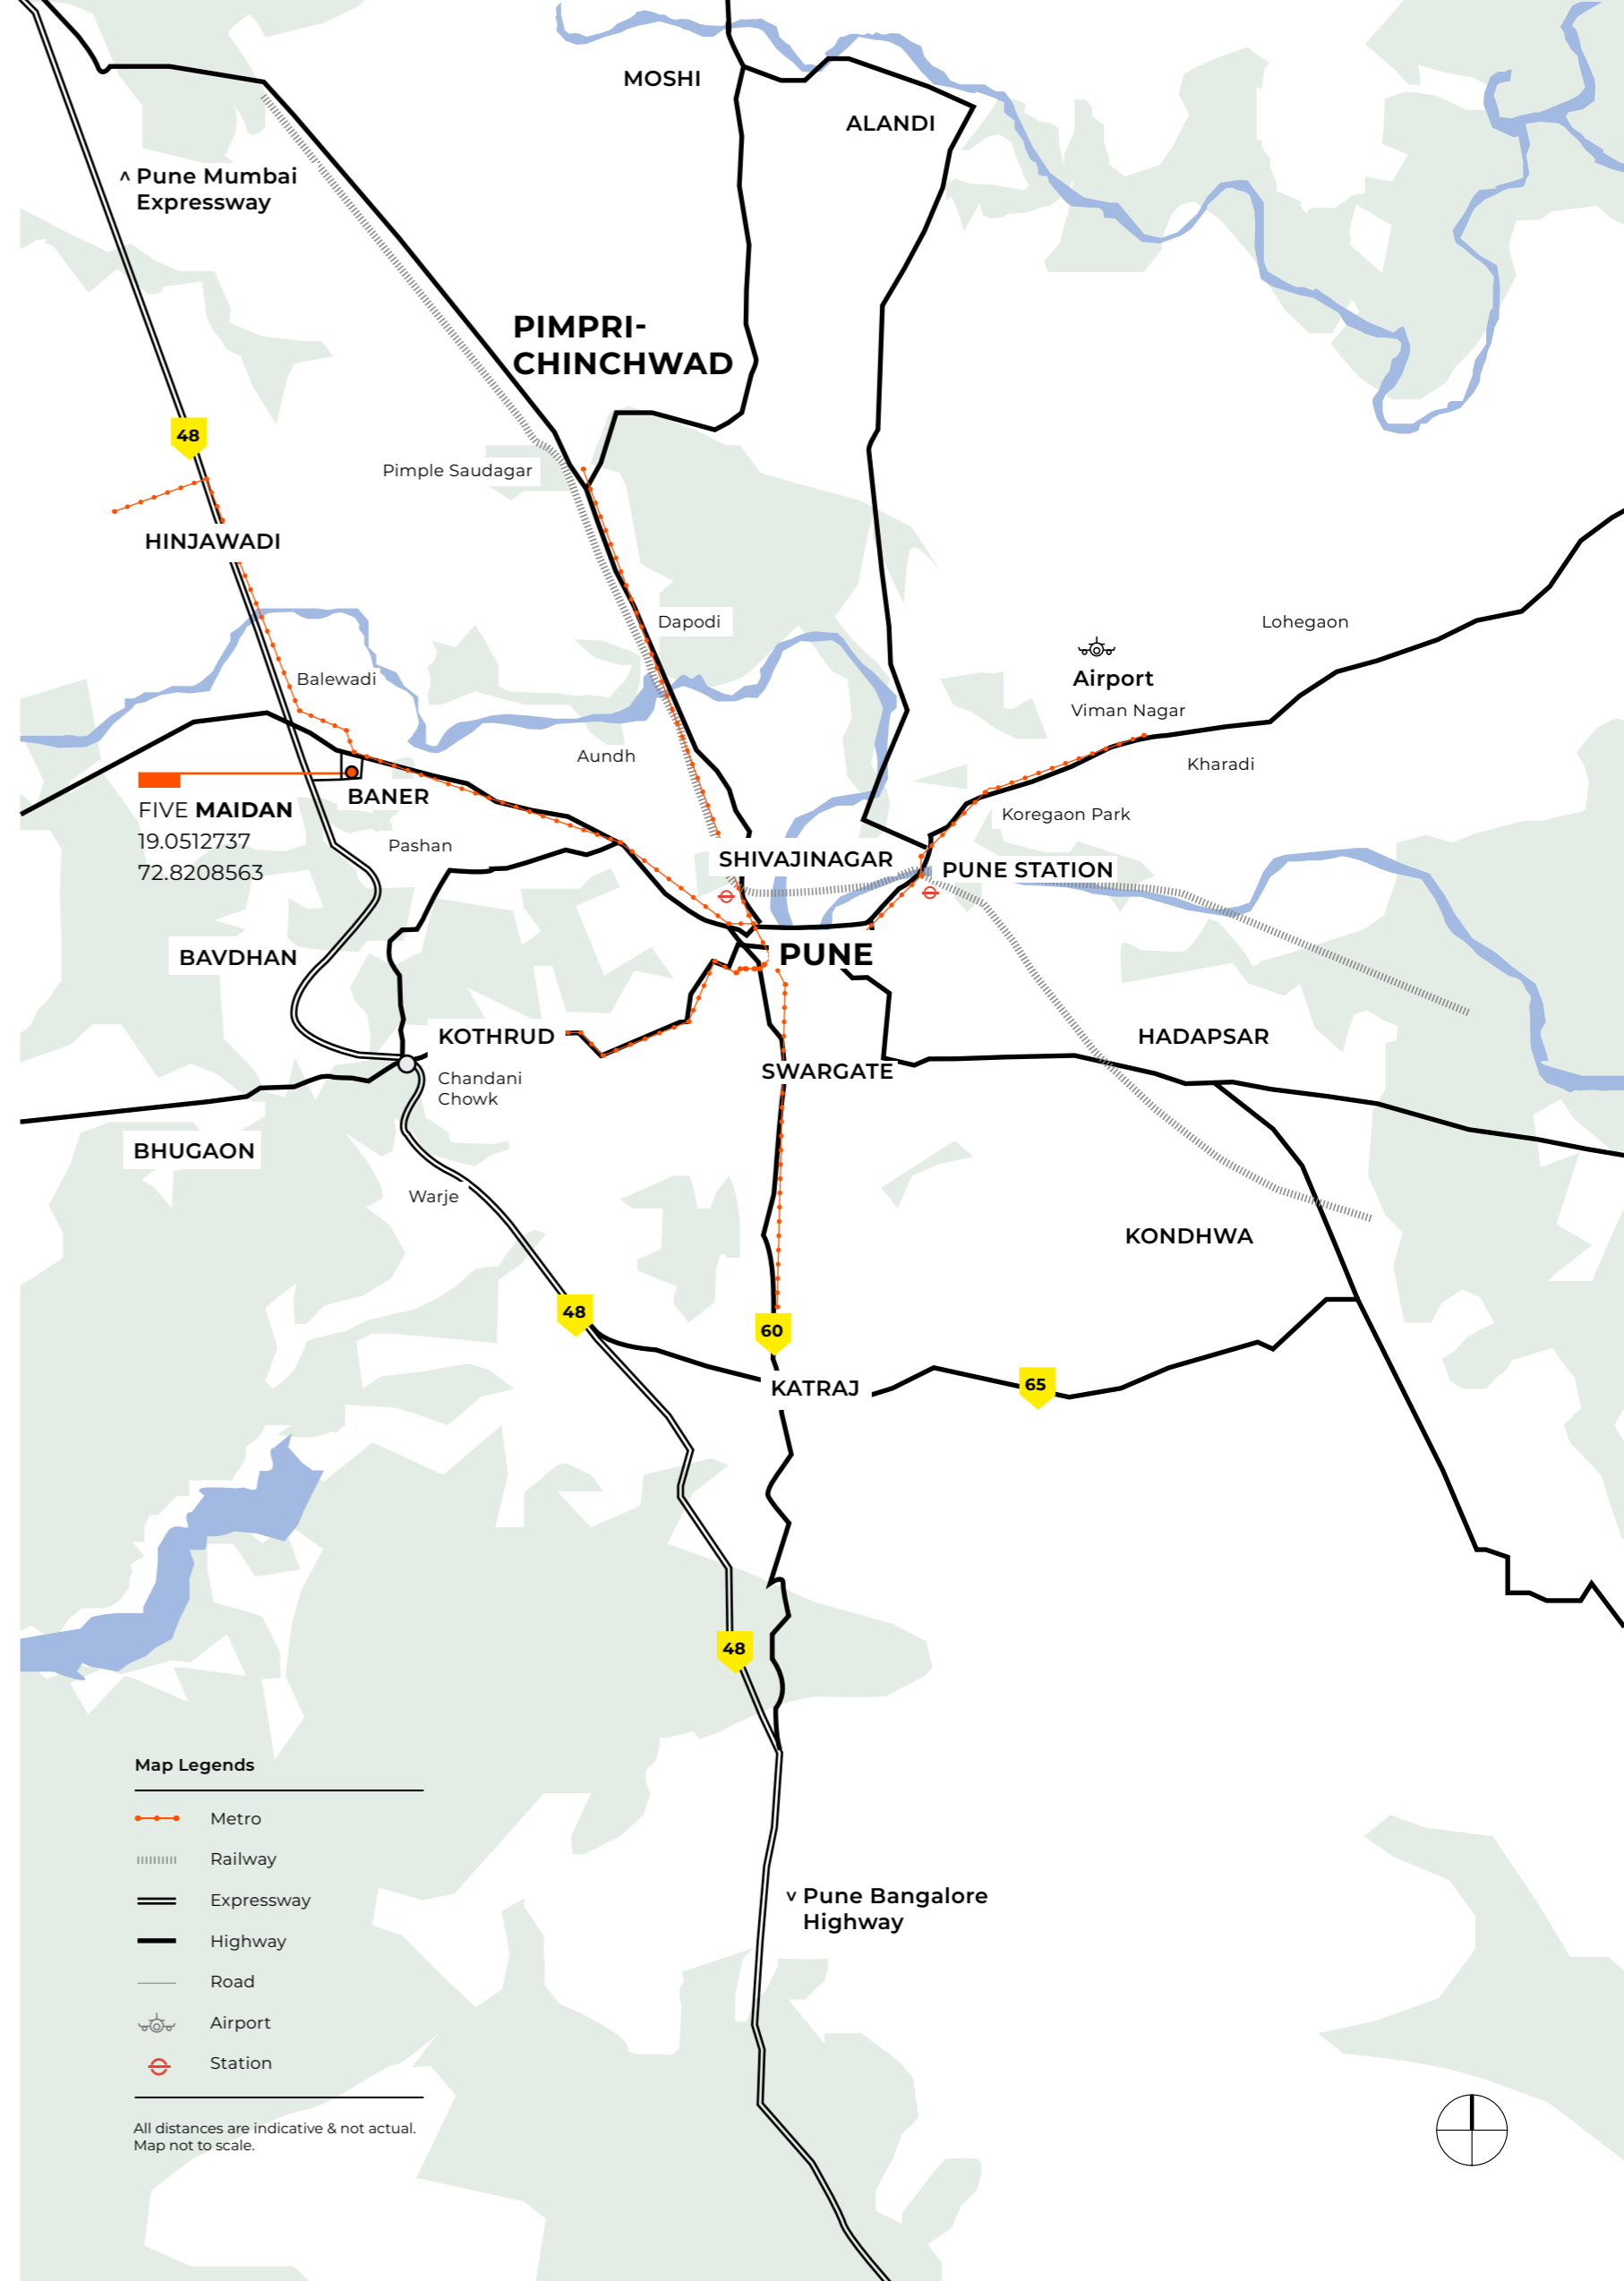 MOSHI
ALANDI
^ Pune Mumbai
Expressway
PIMPRI-
CHINCHWAD
48
Pimple Saudagar
HINJAWADI
Dapodi
Lohegaon
Balewadi
Airport
Viman Nagar
Aundh
Kharadi
BANER
FIVE MAIDAN
19.0512737
72.8208563
Koregaon Park
Pashan
SHIVAJINAGAR
PUNE STATION
BAVDHAN
PUNE
KOTHRUD
HADAPSAR
SWARGATE
Chandani
Chowk
BHUGAON
Warje
KONDHWA
48
60
KATRAJ
65
48
Map Legends
Metro
Railway
Expressway
Highway
Road
Airport
Station
v Pune Bangalore
Highway
All distances are indicative & not actual.
Map not to scale.